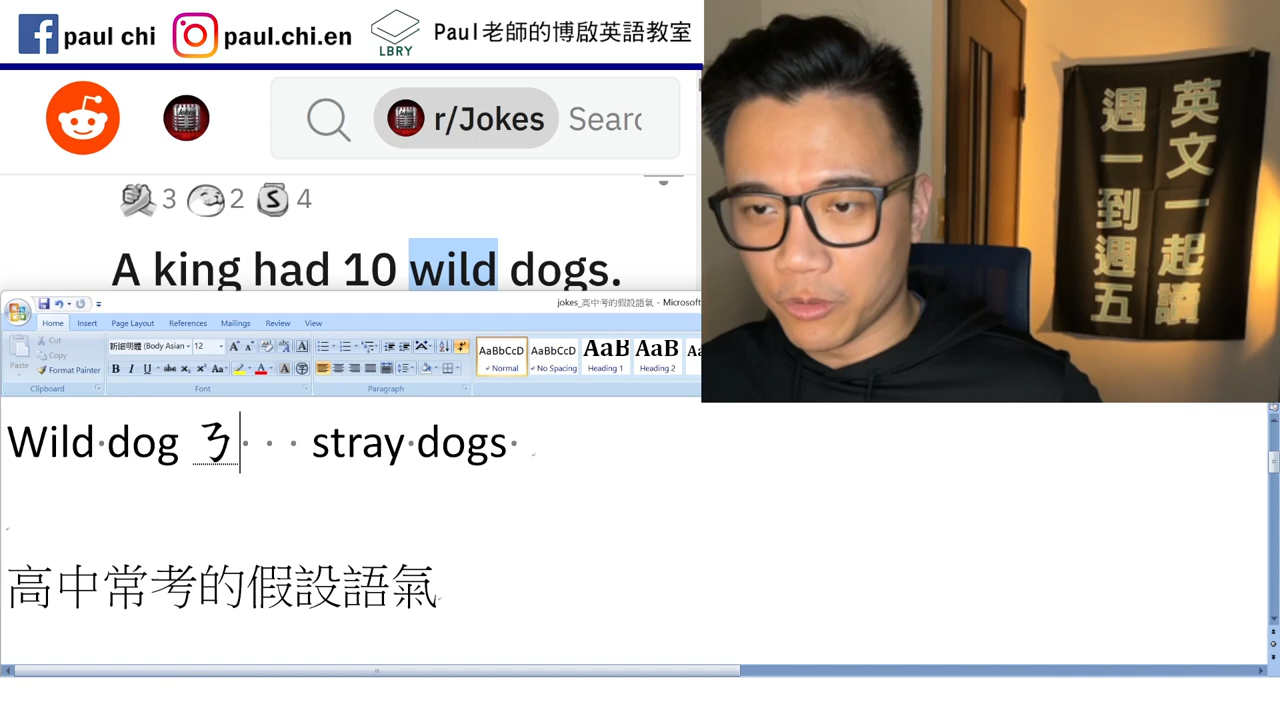 paul chi
paul.chi.en
LBRY
Paul老師的博啟英語教室
r/Jokes
Searc
3
2
S
4
A king had 10 wild dogs.
jokes_高中考的假設語氣 - Microsoft
Home
Insert
Page Layout
References
Mailings
Review
View
Paste
Cut
Copy
Format Painter
Clipboard
新細明體 (Body Asian
12
Font
Paragraph
AaBbCcD
Normal
AaBbCcD
No Spacing
AaBb
Heading 1
AaB
Heading 2
Wild dog ㄋ stray dogs
高中常考的假設語氣
英文一起讀
週一到週五